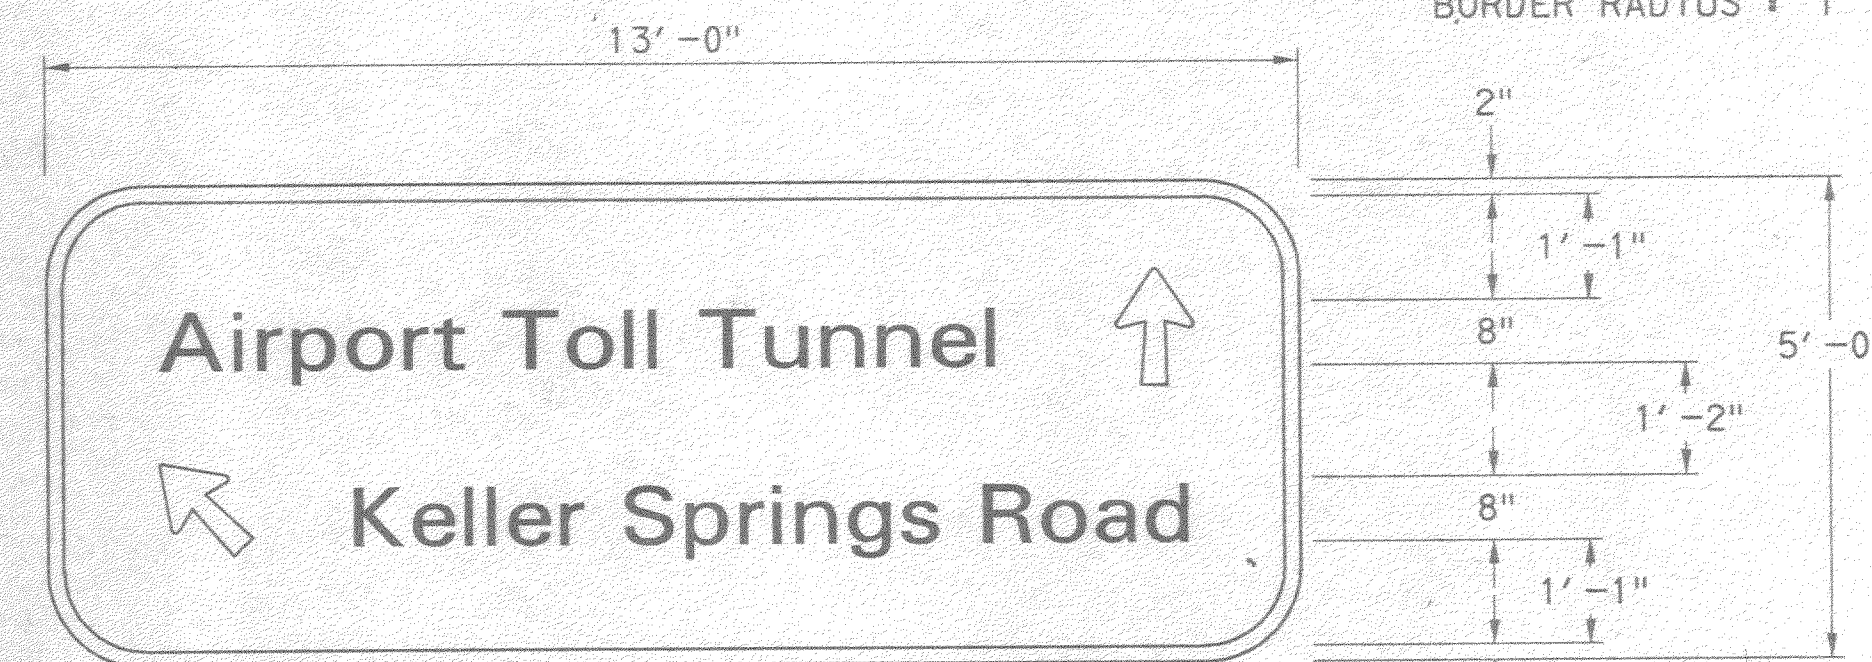 BORDER RADIUS
13'-0"
2"
1'-1"
Airport Toll Tunnel
8"
5'-0
1'-2"
Keller Springs Road
8"
1'-1"